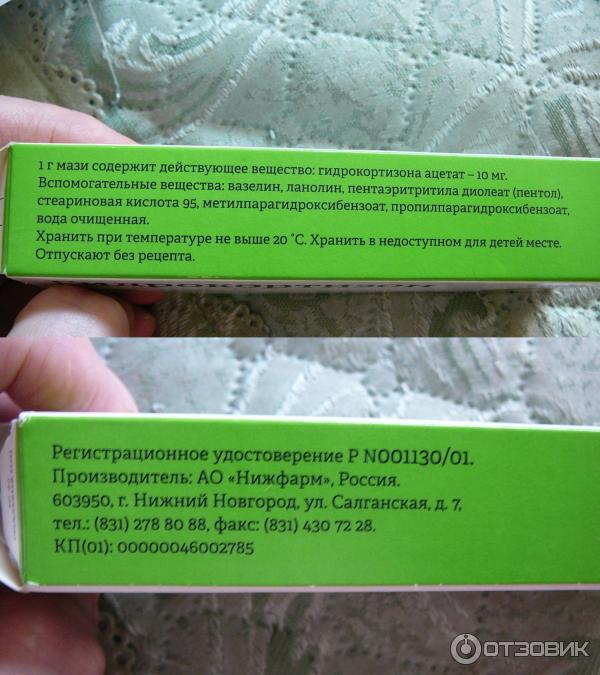 1 г мази содержит действующее вещество: гидрокортизона ацетат – 10 мг.
Вспомогательные вещества: вазелин, ланолин, пентаэритритила диолеат (пентол),
стеариновая кислота 95, метилпарагидроксибензоат, пропилпарагидроксибензоат,
вода очищенная.
Хранить при температуре не выше 20 °С. Хранить в недоступном для детей месте.
Отпускают без рецепта.
Регистрационное удостоверение Р N001130/01.
Производитель: АО «Нижфарм», Россия.
603950, г. Нижний Новгород, ул. Салганская, д. 7,
тел.: (831) 278 80 88, факс: (831) 430 72 28.
КП(01): 00000046002785
ОТЗОВИК